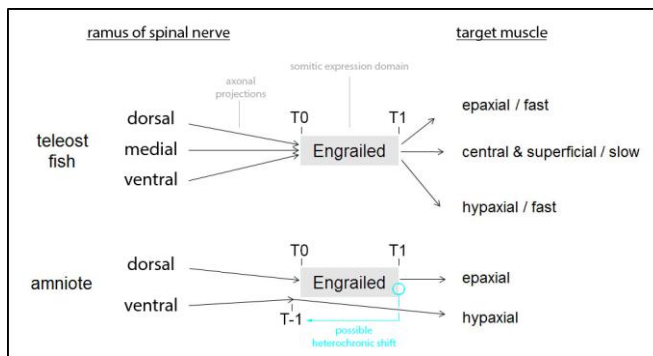 ramus of spinal nerve
target muscle
somitic expression domain
axonal
projections
T0
T1
teleost
fish
dorsal
medial
ventral
Engrailed
epaxial / fast
central & superficial / slow
hypaxial / fast
T0
T1
amniote
dorsal
ventral
Engrailed
epaxial
hypaxial
T-1
possible
heterochronic shift